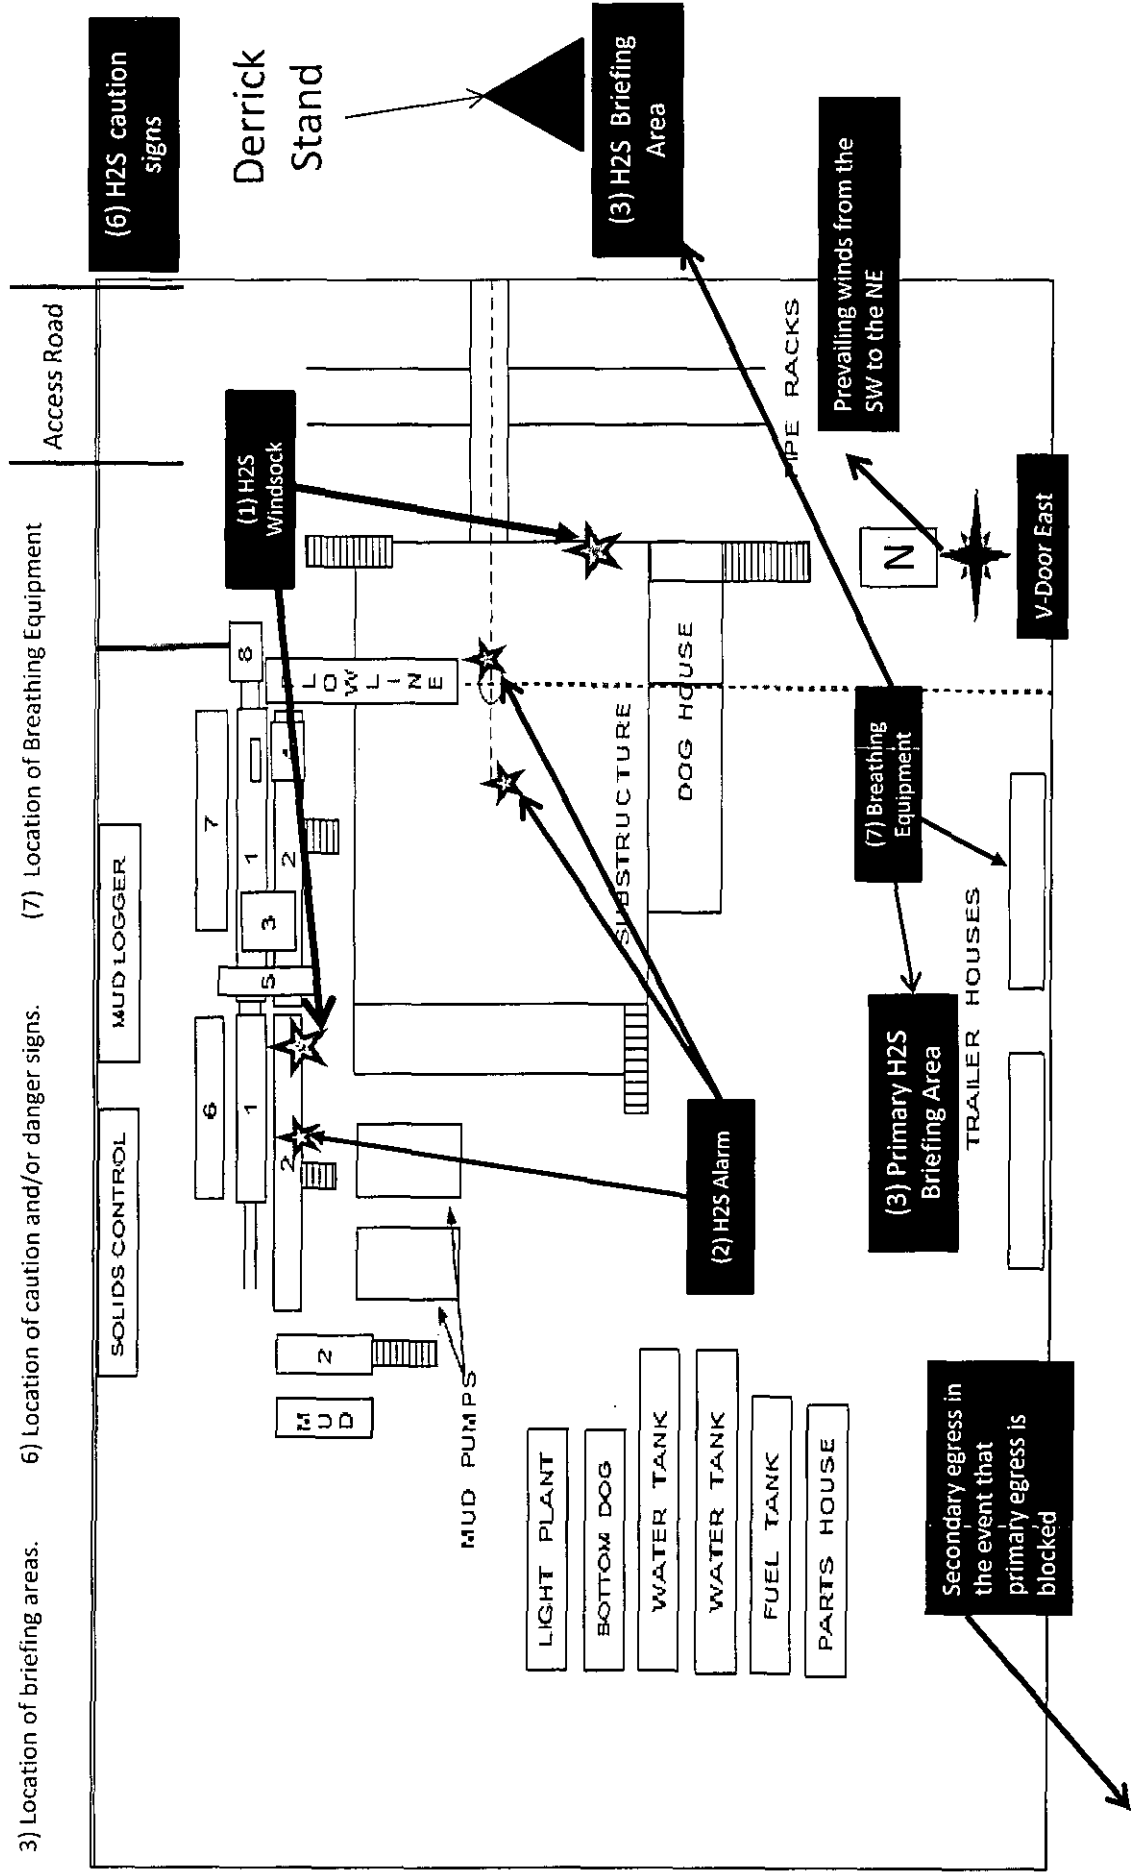 3) Location of briefing areas.
6) Location of caution and/or danger signs.
(7) Location of Breathing Equipment
Access Road
(6) H2S caution
signs
SOLIDS CONTROL
MUD LOGGER
6
7
1
5
3
1
8
2
2
4
MUD
2
(1) H2S
Windsock
Derrick
Stand
LOWLINE
MUD PUMPS
SUBSTRUCTURE
DOG HOUSE
(3) H2S Briefing
Area
LIGHT PLANT
BOTTOM DOG
WATER TANK
WATER TANK
FUEL TANK
PARTS HOUSE
(2) H2S Alarm
PIPE RACKS
Prevailing winds from the
SW to the NE
(7) Breathing
Equipment
N
(3) Primary H2S
Briefing Area
TRAILER HOUSES
V-Door East
Secondary egress in
the event that
primary egress is
blocked